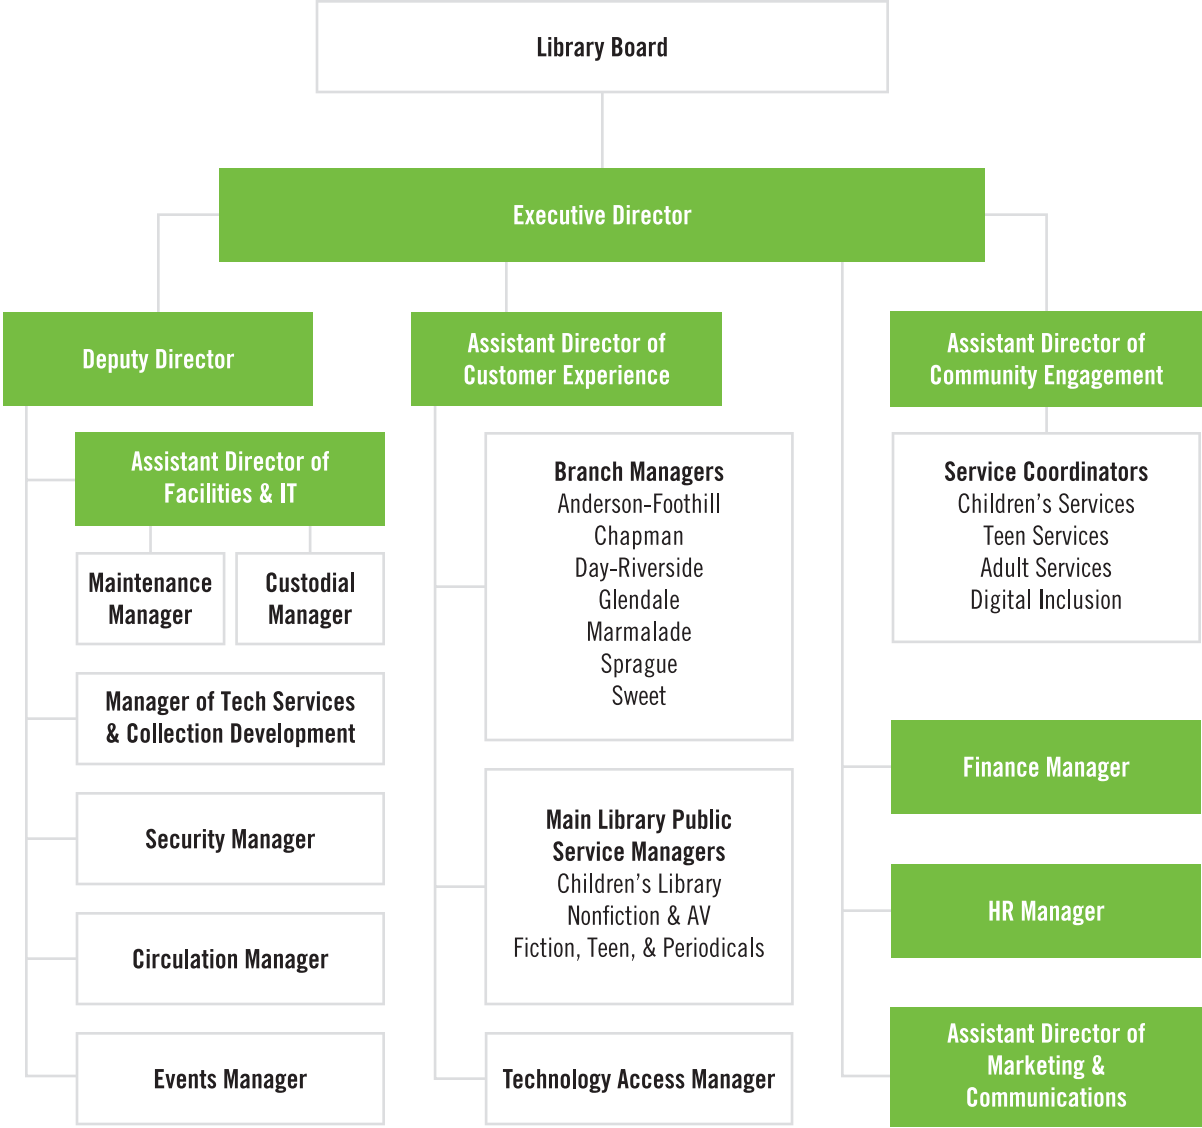 Library Board
Executive Director
Deputy Director
Assistant Director of
Facilities & IT
Maintenance
Manager
Custodial
Manager
Manager of Tech Services
& Collection Development
Security Manager
Circulation Manager
Events Manager
Assistant Director of
Customer Experience
Branch Managers
Anderson-Foothill
Chapman
Day-Riverside
Glendale
Marmalade
Sprague
Sweet
Main Library Public
Service Managers
Children’s Library
Nonfiction & AV
Fiction, Teen, & Periodicals
Technology Access Manager
Assistant Director of
Community Engagement
Service Coordinators
Children’s Services
Teen Services
Adult Services
Digital Inclusion
Finance Manager
HR Manager
Assistant Director of
Marketing &
Communications